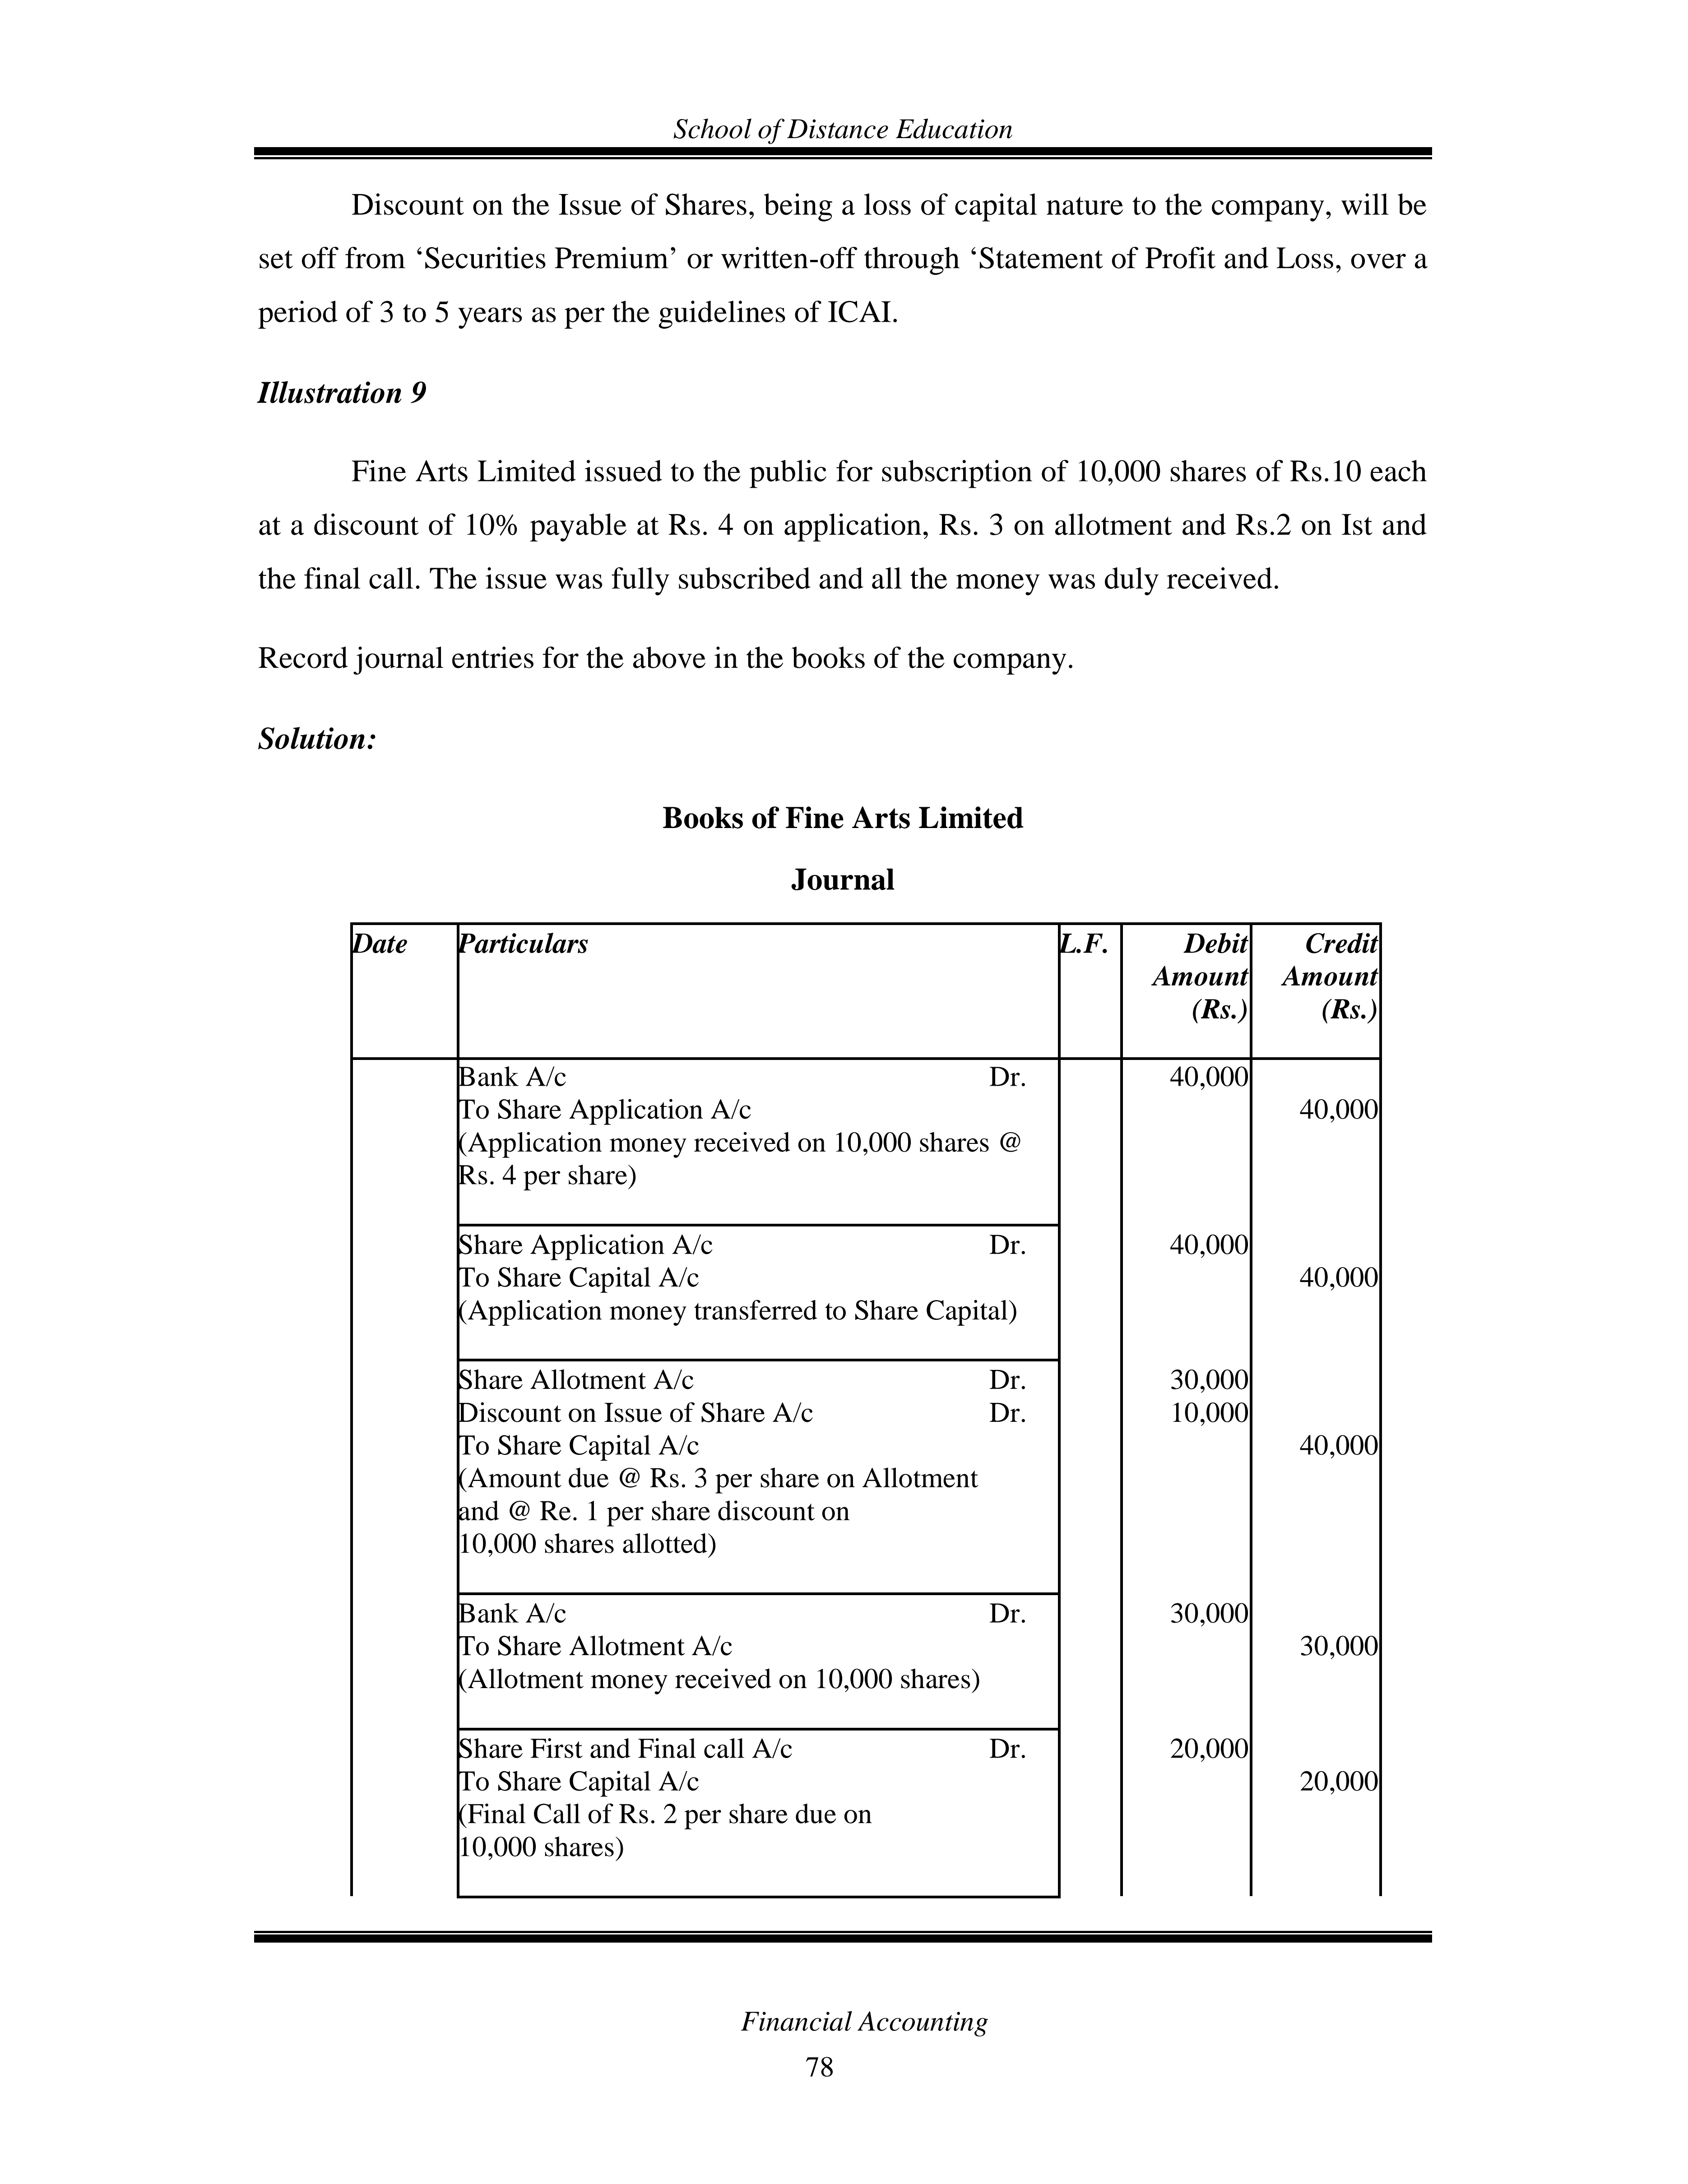 School of Distance Education
Discount on the Issue of Shares, being a loss of capital nature to the company, will be
set off from ‘Securities Premium’ or written-off through ‘Statement of Profit and Loss, over a
period of 3 to 5 years as per the guidelines of ICAI.
Illustration 9
Fine Arts Limited issued to the public for subscription of 10,000 shares of Rs.10 each
at a discount of 10% payable at Rs. 4 on application, Rs. 3 on allotment and Rs.2 on Ist and
the final call. The issue was fully subscribed and all the money was duly received.
Record journal entries for the above in the books of the company.
Solution:
Books of Fine Arts Limited
Journal
Date Particulars L.F. Debit Credit
Amount Amount
(Rs.) (Rs.)
Bank A/c Dr. 40,000
To Share Application A/c 40,000
(Application money received on 10,000 shares @
Rs. 4 per share)
Share Application A/c Dr. 40,000
To Share Capital A/c 40,000
(Application money transferred to Share Capital)
Share Allotment A/c Dr. 30,000
Discount on Issue of Share A/c Dr. 10,000
To Share Capital A/c 40,000
(Amount due @ Rs. 3 per share on Allotment
and @ Re. 1 per share discount on
10,000 shares allotted)
Bank A/c Dr. 30,000
To Share Allotment A/c 30,000
(Allotment money received on 10,000 shares)
Share First and Final call A/c Dr. 20,000
To Share Capital A/c 20,000
(Final Call of Rs. 2 per share due on
10,000 shares)
Financial Accounting
78